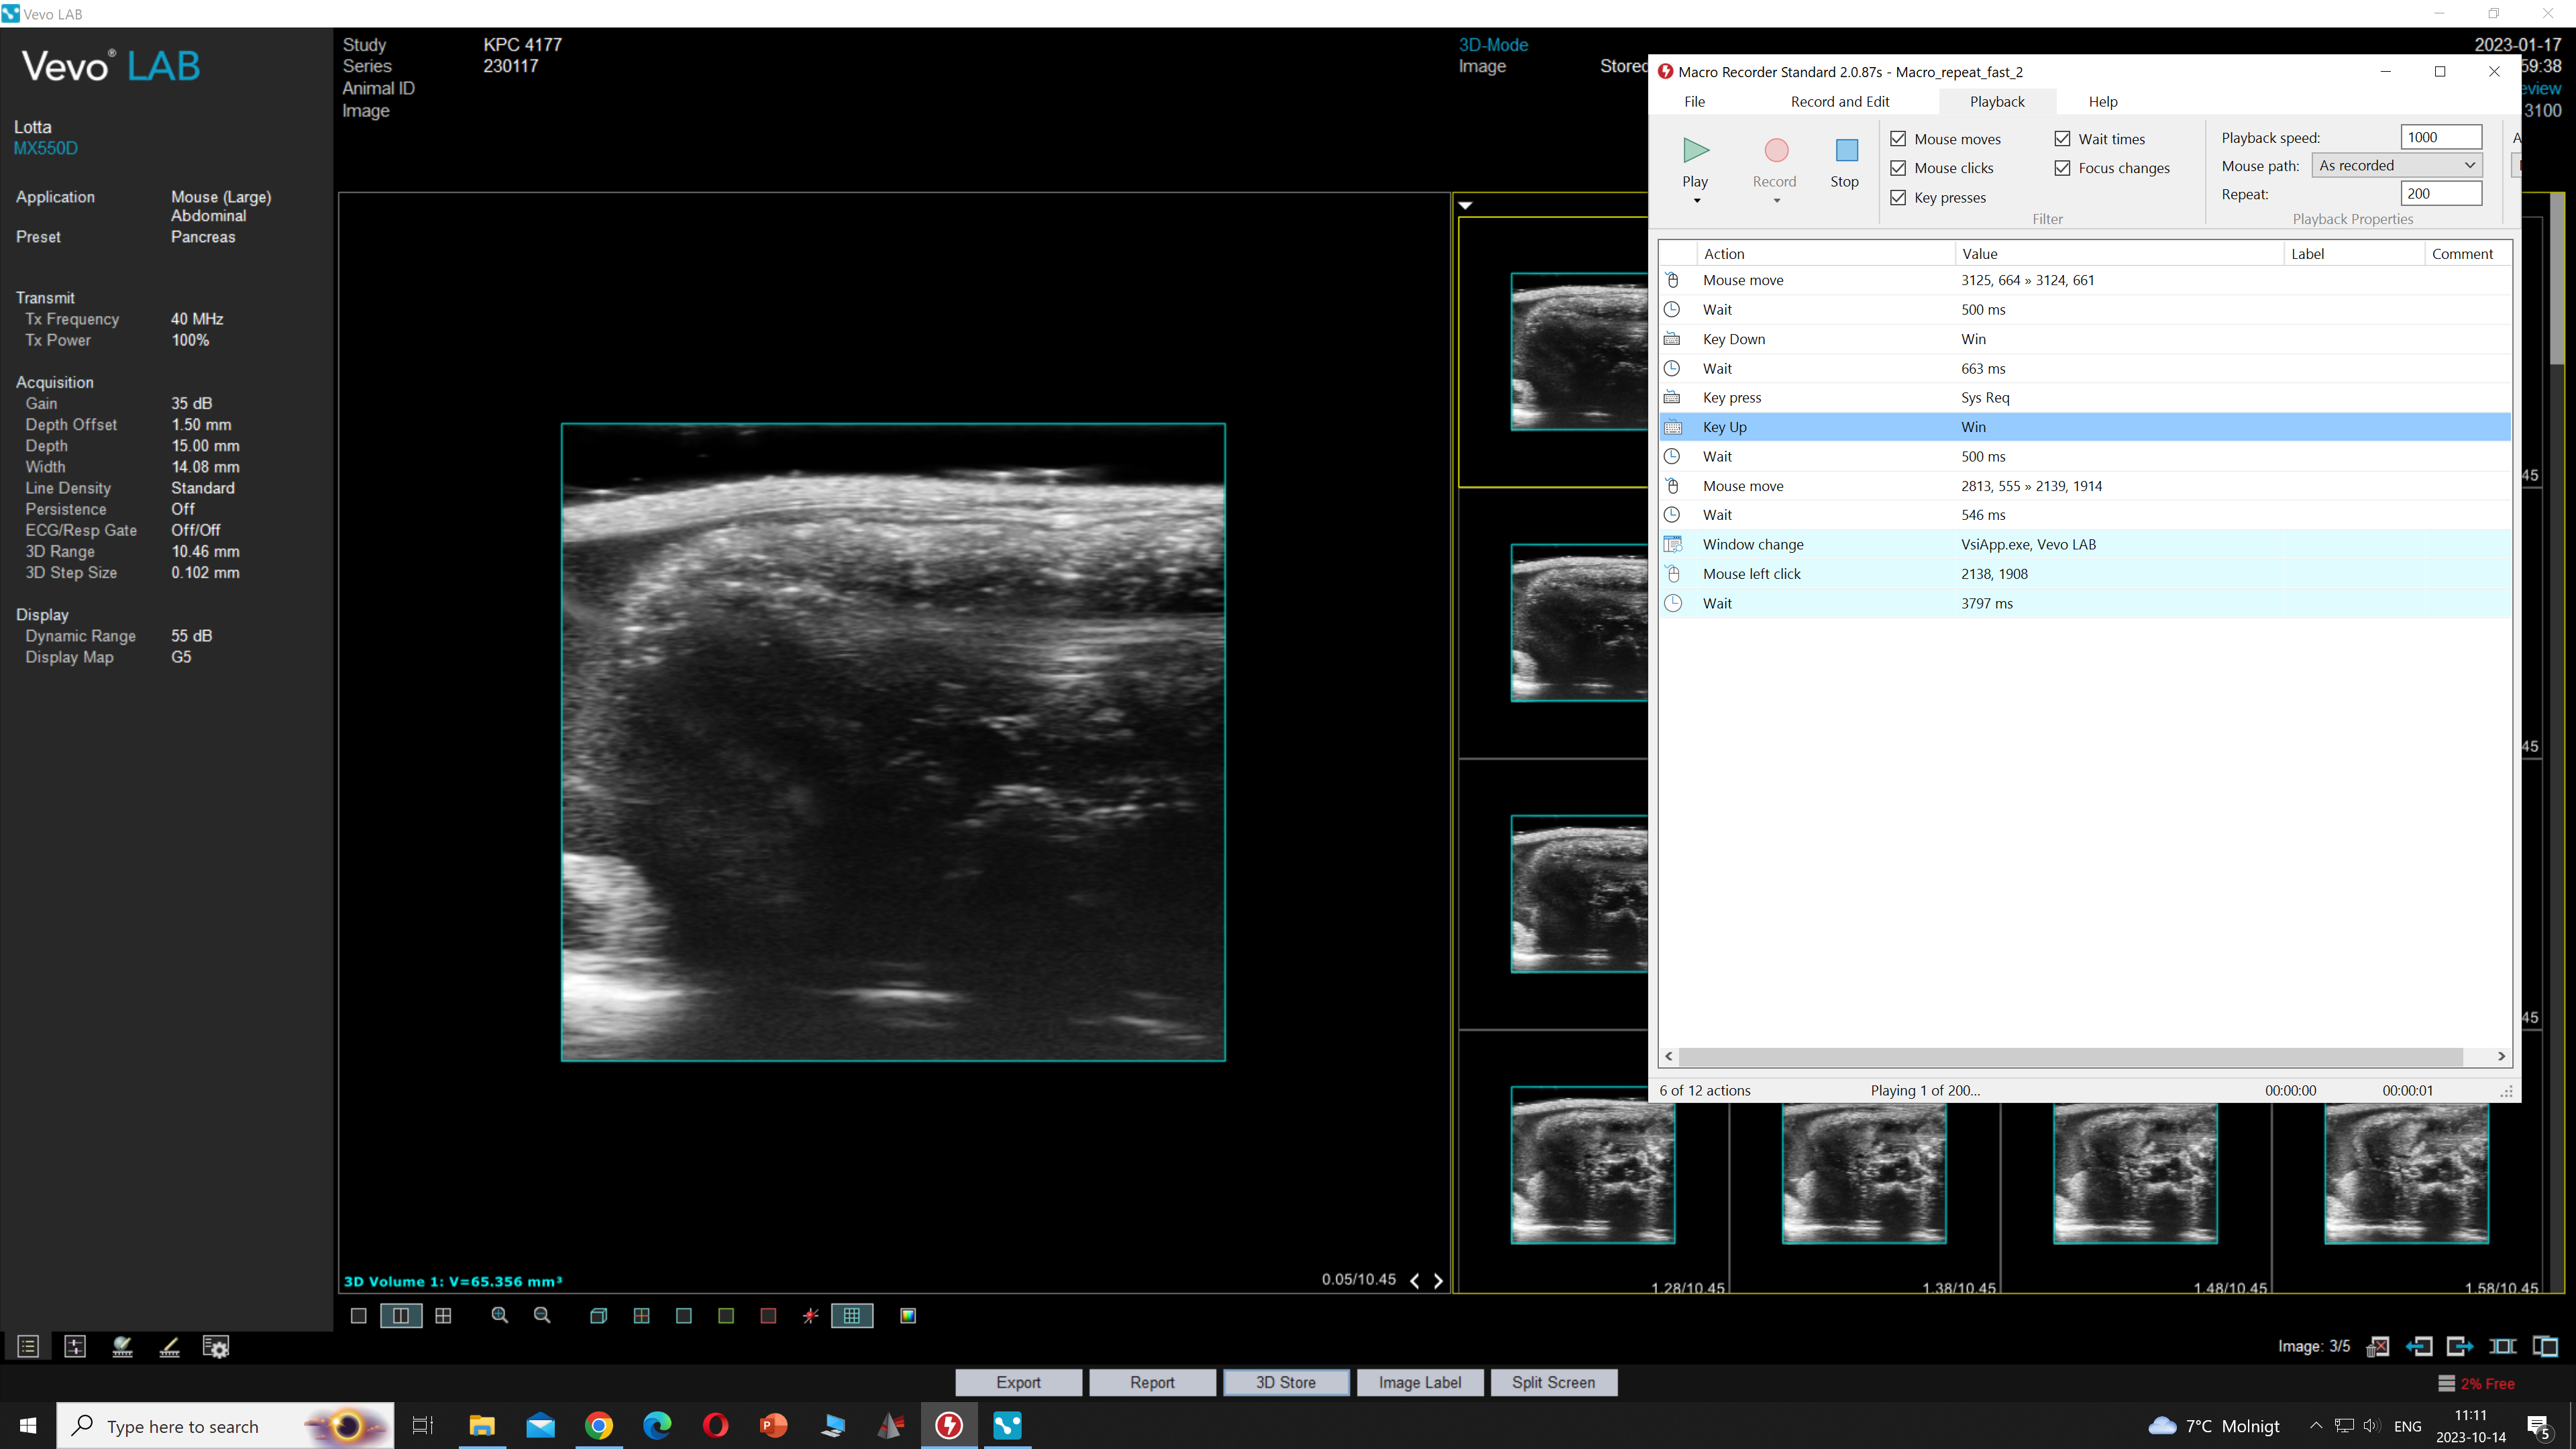 Vevo LAB
Vevo® LAB
Lotta
MX550D
Application Mouse (Large)
Abdominal
Preset Pancreas
Transmit
Tx Frequency 40 MHz
Tx Power 100%
Acquisition
Gain 35 dB
Depth Offset 1.50 mm
Depth 15.00 mm
Width 14.08 mm
Line Density Standard
Persistence Off
ECG/Resp Gate Off/Off
3D Range 10.46 mm
3D Step Size 0.102 mm
Display
Dynamic Range 55 dB
Display Map G5
Study KPC 4177
Series 230117
Animal ID
Image
3D-Mode
Image Stored
2023-01-17
59:38
eview
3100
Macro Recorder Standard 2.0.87s - Macro_repeat_fast_2
File Record and Edit Playback Help
Play
Record
Stop
Mouse moves
Mouse clicks
Key presses
Wait times
Focus changes
Filter
Playback speed: 1000
Mouse path: As recorded
Repeat: 200
Playback Properties
A
Action Value Label Comment
Mouse move 3125, 664 » 3124, 661
Wait 500 ms
Key Down Win
Wait 663 ms
Key press Sys Req
Key Up Win
Wait 500 ms
Mouse move 2813, 555 » 2139, 1914
Wait 546 ms
Window change VsiApp.exe, Vevo LAB
Mouse left click 2138, 1908
Wait 3797 ms
6 of 12 actions Playing 1 of 200... 00:00:00 00:00:01
45
45
45
1.28/10.45 1.38/10.45 1.48/10.45 1.58/10.45
3D Volume 1: V=65.356 mm³
0.05/10.45
Image: 3/5
Export Report 3D Store Image Label Split Screen
2% Free
Type here to search
7°C Molnigt
ENG
11:11
2023-10-14
5